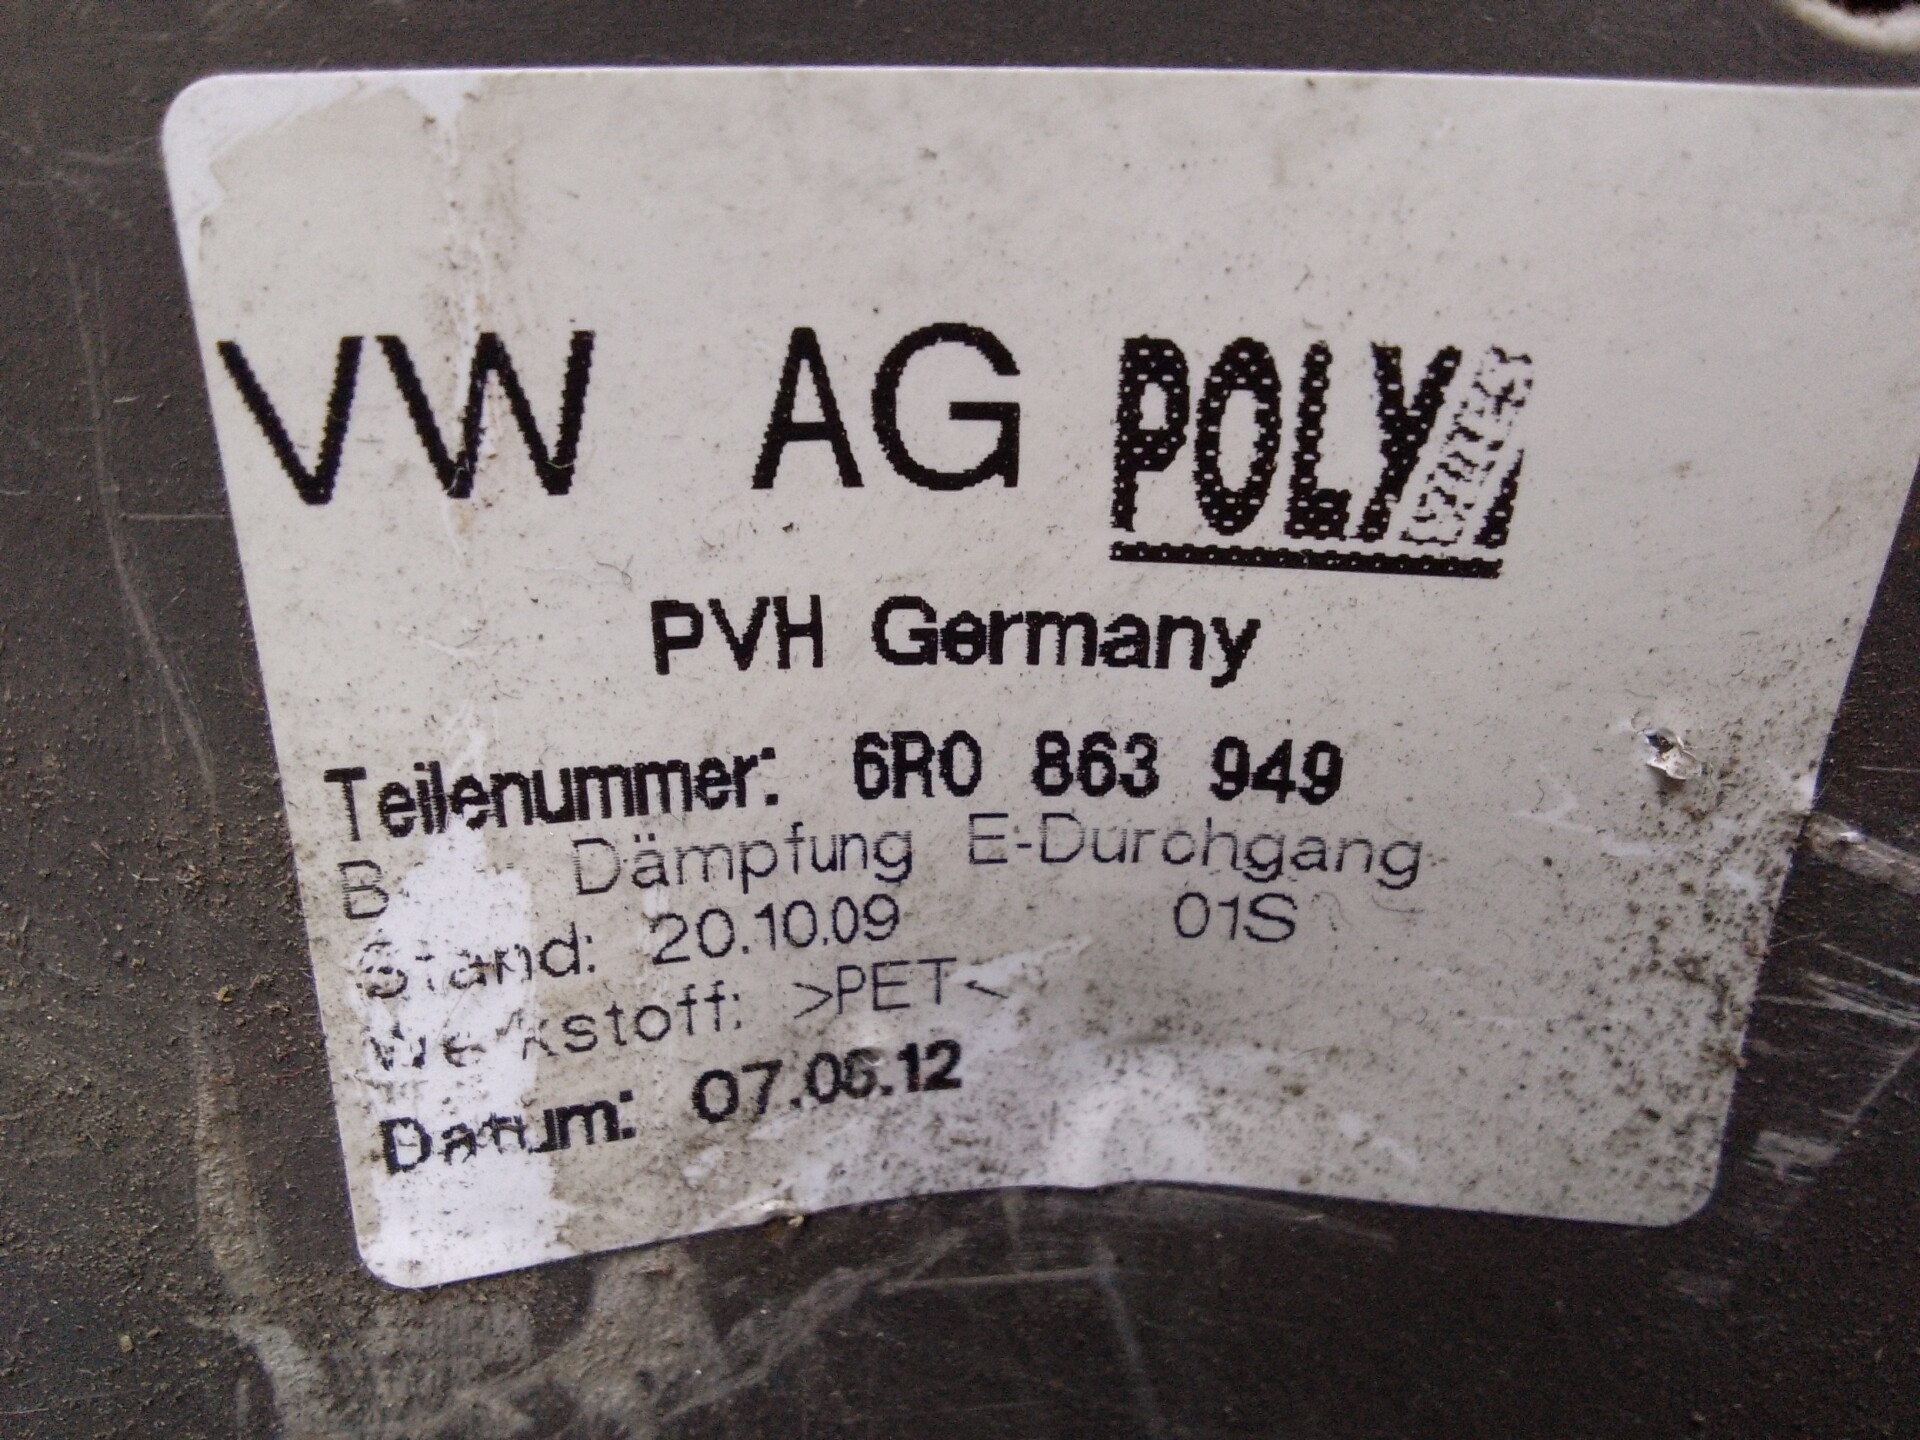 VW AG POLY
PVH Germany
Teilenummer: 6R0 863 949
Dämpfung E-Durchgang
Stand: 20.10.09 01S
Werkstoff: >PET<
Datum: 07.06.12